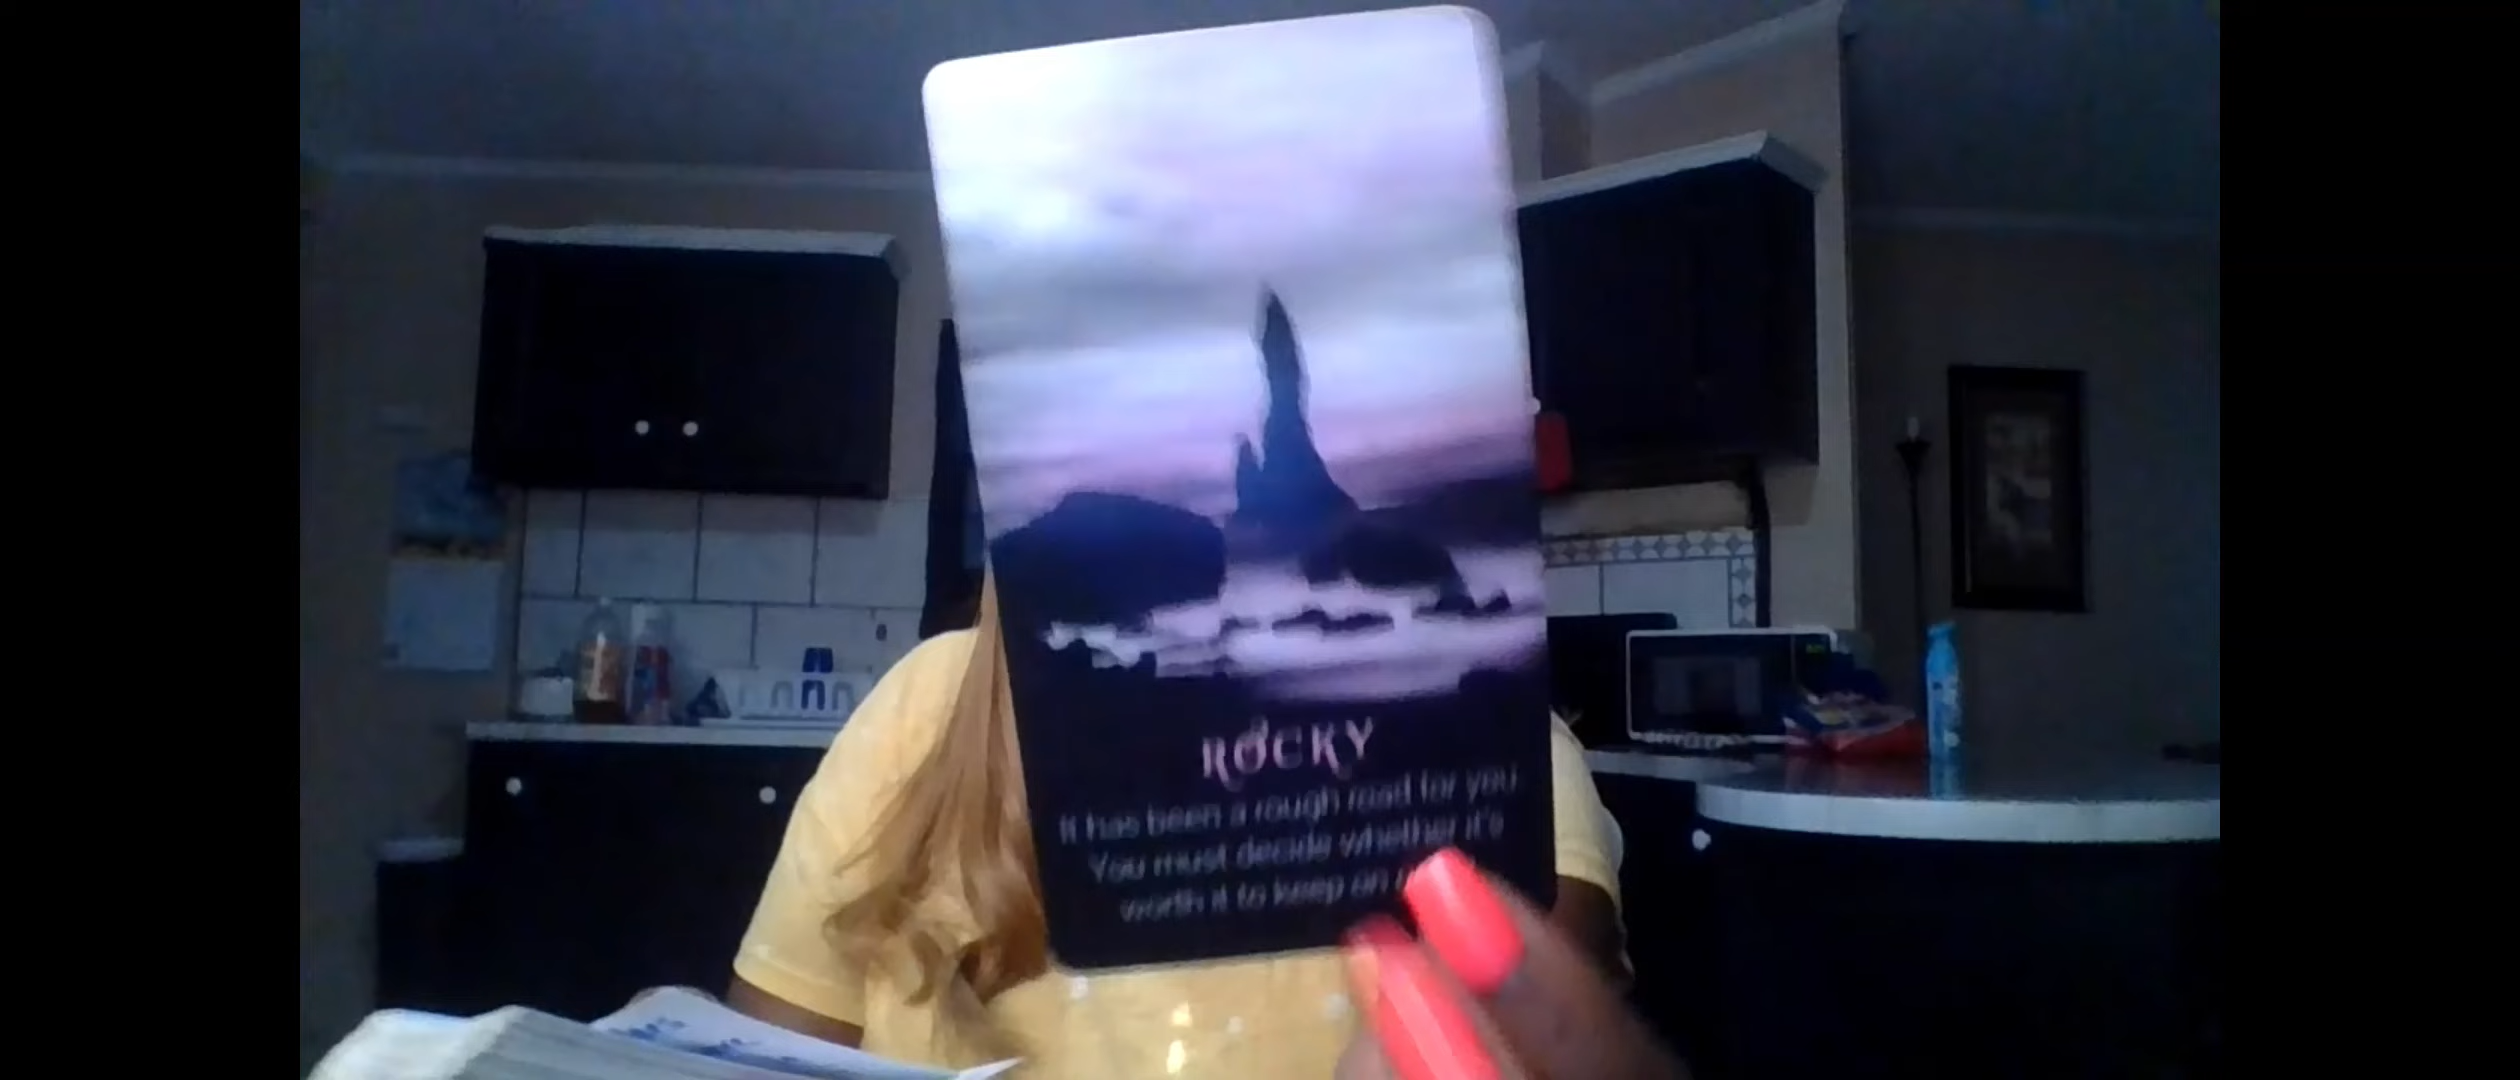 ROCKY
It has been a rough road for you
You must decide whether it's
worth it to keep on